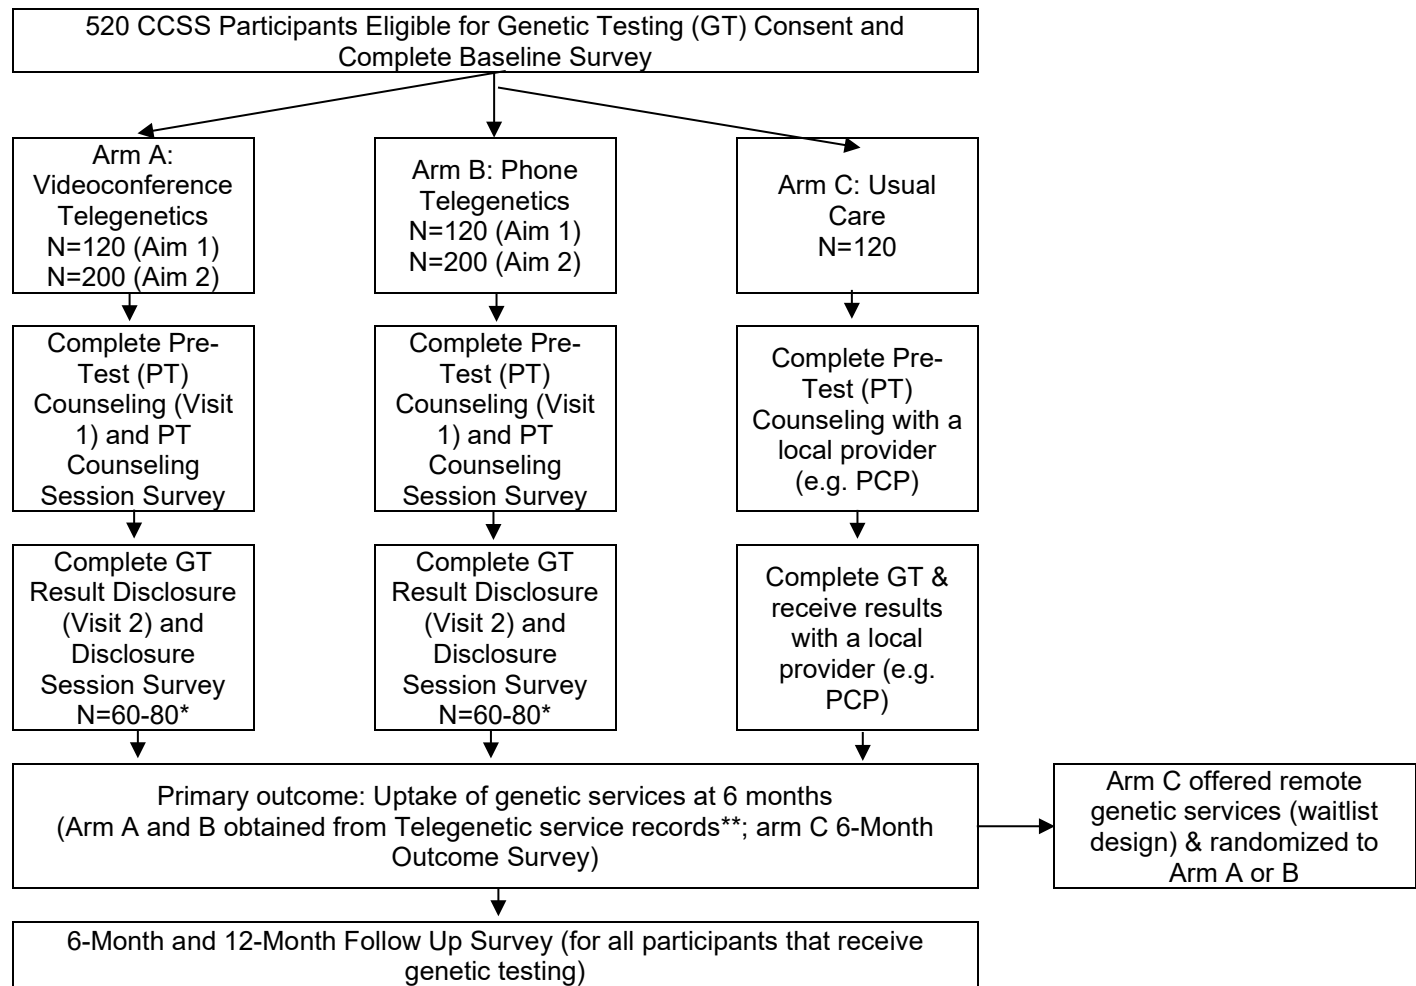 520 CCSS Participants Eligible for Genetic Testing (GT) Consent and
Complete Baseline Survey
Arm A:
Videoconference
Telegenetics
N=120 (Aim 1)
N=200 (Aim 2)
Arm B: Phone
Telegenetics
N=120 (Aim 1)
N=200 (Aim 2)
Arm C: Usual
Care
N=120
Complete Pre-
Test (PT)
Counseling (Visit
1) and PT
Counseling
Session Survey
Complete Pre-
Test (PT)
Counseling (Visit
1) and PT
Counseling
Session Survey
Complete Pre-
Test (PT)
Counseling with a
local provider
(e.g. PCP)
Complete GT
Result Disclosure
(Visit 2) and
Disclosure
Session Survey
N=60-80*
Complete GT
Result Disclosure
(Visit 2) and
Disclosure
Session Survey
N=60-80*
Complete GT &
receive results
with a local
provider (e.g.
PCP)
Primary outcome: Uptake of genetic services at 6 months
(Arm A and B obtained from Telegenetic service records**; arm C 6-Month
Outcome Survey)
Arm C offered remote
genetic services (waitlist
design) & randomized to
Arm A or B
6-Month and 12-Month Follow Up Survey (for all participants that receive
genetic testing)